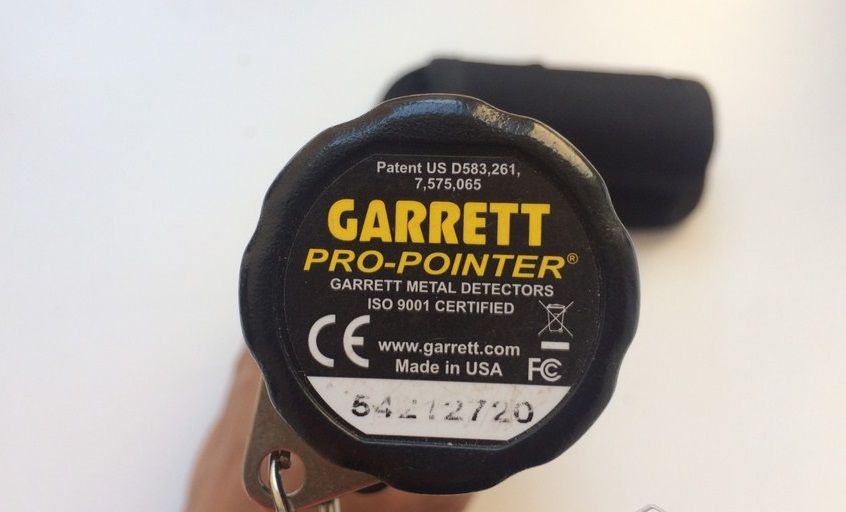 Patent US D583,261,
7,575,065
GARRETT
PRO-POINTER®
GARRETT METAL DETECTORS
ISO 9001 CERTIFIED
CE www.garrett.com
Made in USA FC
54212720